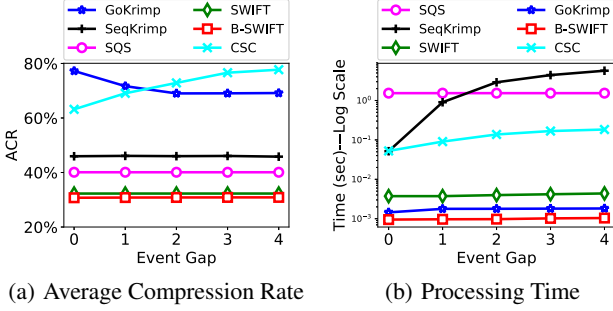 GoKrimp
SeqKrimp
SQS
SWIFT
B-SWIFT
CSC
80%
60%
40%
20%
ACR
0 1 2 3 4
Event Gap
(a) Average Compression Rate
SQS
SeqKrimp
SWIFT
GoKrimp
B-SWIFT
CSC
10⁰
10⁻¹
10⁻²
10⁻³
Time (sec)—Log Scale
0 1 2 3 4
Event Gap
(b) Processing Time